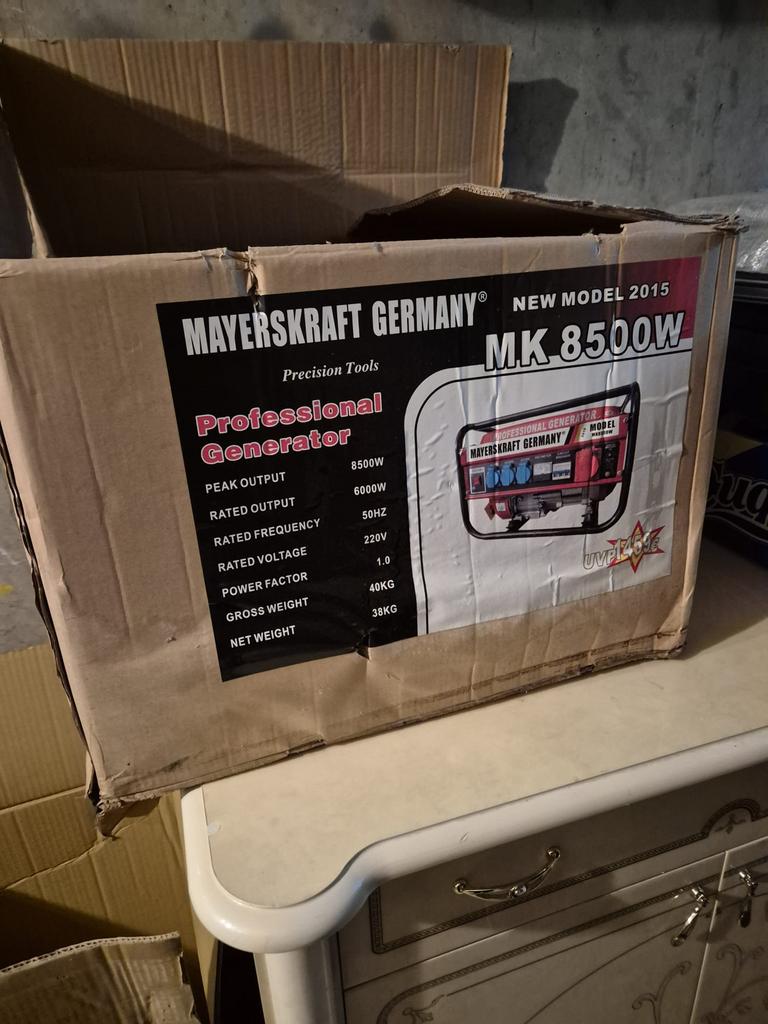 MAYERSKRAFT GERMANY®
NEW MODEL 2015
MK 8500W
Precision Tools
Professional
Generator
PEAK OUTPUT 8500W
RATED OUTPUT 6000W
RATED FREQUENCY 50HZ
RATED VOLTAGE 220V
POWER FACTOR 1.0
GROSS WEIGHT 40KG
NET WEIGHT 38KG
PROFESSIONAL GENERATOR
MAYERSKRAFT GERMANY
MODEL
UVP1469€